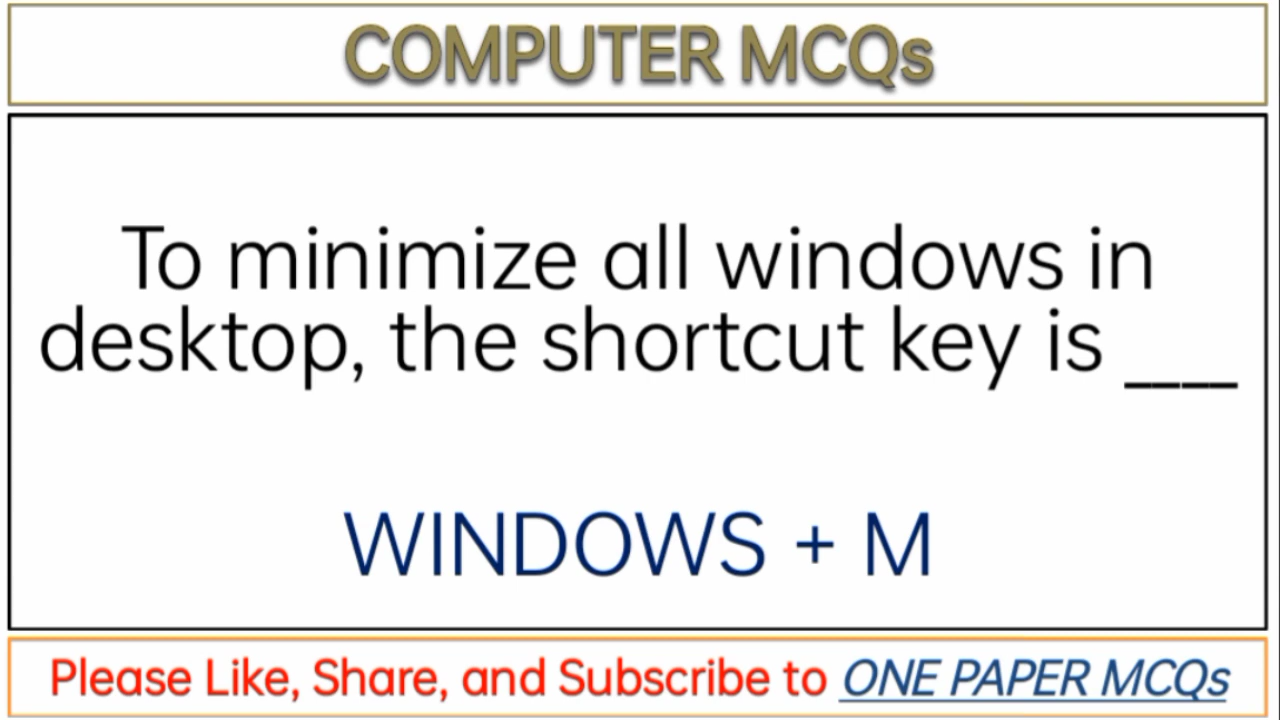 COMPUTER MCQs
To minimize all windows in
desktop, the shortcut key is ____
WINDOWS + M
Please Like, Share, and Subscribe to ONE PAPER MCQs